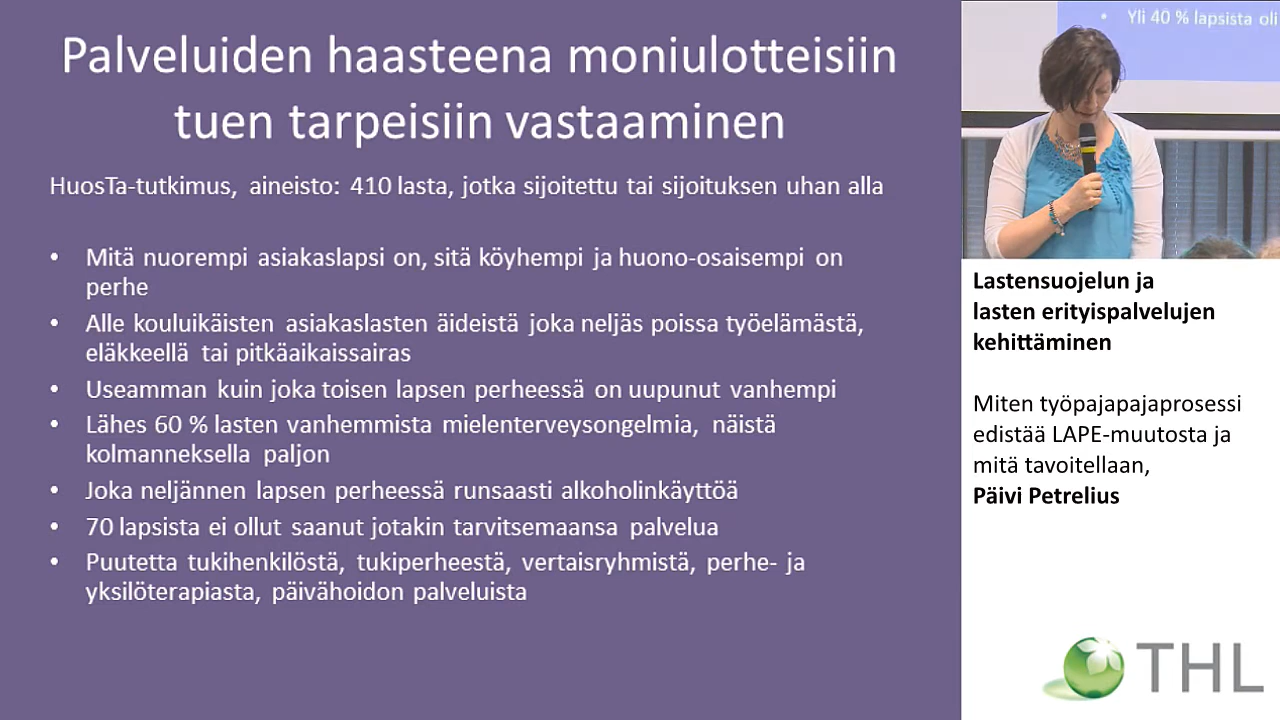 Palveluiden haasteena moniulotteisiin
tuen tarpeisiin vastaaminen
HuosTa-tutkimus, aineisto: 410 lasta, jotka sijoitettu tai sijoituksen uhan alla
• Mitä nuorempi asiakaslapsi on, sitä köyhempi ja huono-osaisempi on
perhe
• Alle kouluikäisten asiakaslasten äideistä joka neljäs poissa työelämästä,
eläkkeellä tai pitkäaikaissairas
• Useamman kuin joka toisen lapsen perheessä on uupunut vanhempi
• Lähes 60 % lasten vanhemmista mielenterveysongelmia, näistä
kolmanneksella paljon
• Joka neljännen lapsen perheessä runsaasti alkoholinkäyttöä
• 70 lapsista ei ollut saanut jotakin tarvitsemaansa palvelua
• Puutetta tukihenkilöstä, tukiperheestä, vertaisryhmistä, perhe- ja
yksilöterapiasta, päivähoidon palveluista
• Yli 40 % lapsista oli
Lastensuojelun ja
lasten erityispalvelujen
kehittäminen
Miten työpajapajaprosessi
edistää LAPE-muutosta ja
mitä tavoitellaan,
Päivi Petrelius
THL